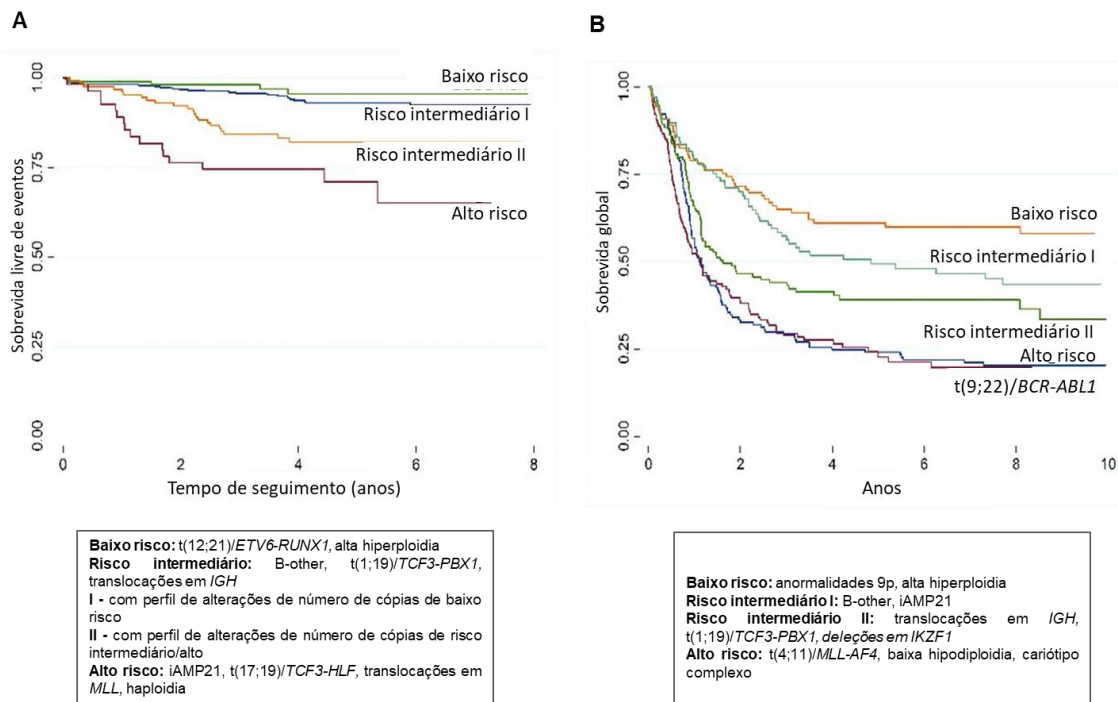 A
1.00
0.75
0.50
0.25
0.00
Sobrevida livre de eventos
Baixo risco
Risco intermediário I
Risco intermediário II
Alto risco
0 2 4 6 8
Tempo de seguimento (anos)
Baixo risco: t(12;21)/ETV6-RUNX1, alta hiperploidia
Risco intermediário: B-other, t(1;19)/TCF3-PBX1,
translocações em IGH
I - com perfil de alterações de número de cópias de baixo
risco
II - com perfil de alterações de número de cópias de risco
intermediário/alto
Alto risco: iAMP21, t(17;19)/TCF3-HLF, translocações em
MLL, haploidia
B
1.00
0.75
0.50
0.25
0.00
Sobrevida global
Baixo risco
Risco intermediário I
Risco intermediário II
Alto risco
t(9;22)/BCR-ABL1
0 2 4 6 8 10
Anos
Baixo risco: anormalidades 9p, alta hiperploidia
Risco intermediário I: B-other, iAMP21
Risco intermediário II: translocações em IGH,
t(1;19)/TCF3-PBX1, deleções em IKZF1
Alto risco: t(4;11)/MLL-AF4, baixa hipodiploidia, cariótipo
complexo